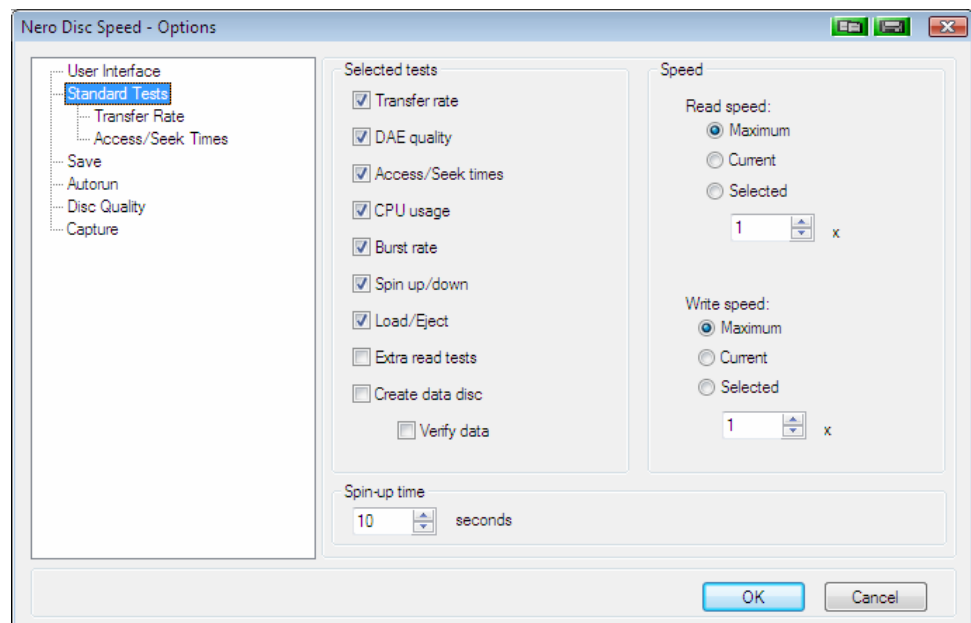 Nero Disc Speed - Options
User Interface
Standard Tests
Transfer Rate
Access/Seek Times
Save
Autorun
Disc Quality
Capture
Selected tests
Transfer rate
DAE quality
Access/Seek times
CPU usage
Burst rate
Spin up/down
Load/Eject
Extra read tests
Create data disc
Verify data
Speed
Read speed:
Maximum
Current
Selected
1 x
Write speed:
Maximum
Current
Selected
1 x
Spin-up time
10 seconds
OK Cancel